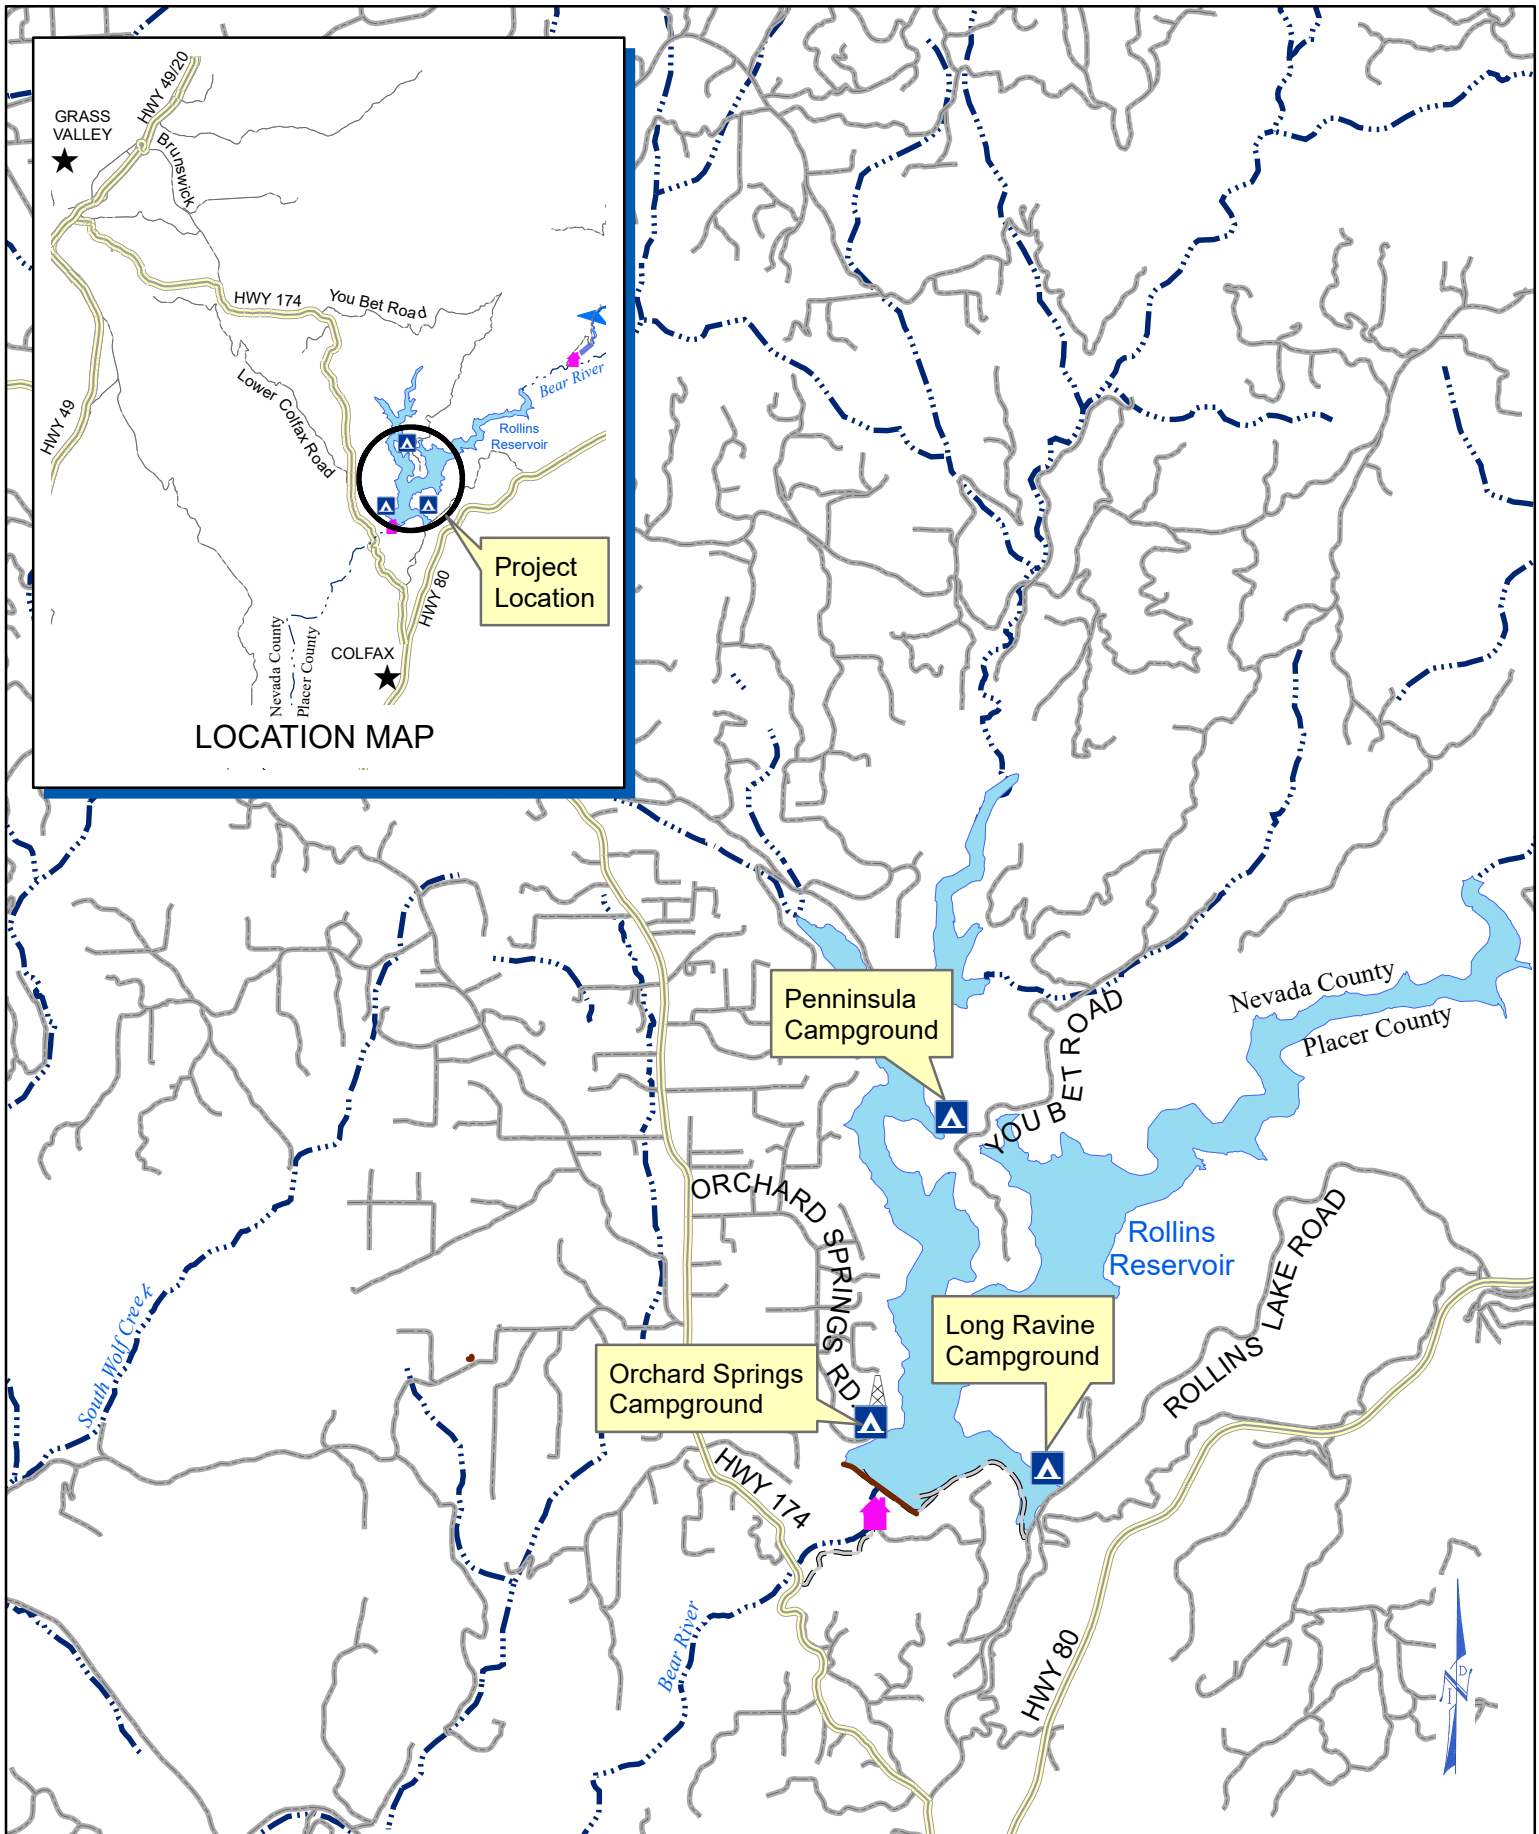 GRASS
VALLEY
HWY 49/20
Brunswick
HWY 174
You Bet Road
Lower Colfax Road
HWY 49
Bear River
Rollins
Reservoir
Project
Location
HWY 80
Nevada County
Placer County
COLFAX
LOCATION MAP
Penninsula
Campground
YOU BET ROAD
Nevada County
Placer County
ORCHARD SPRINGS RD.
Rollins
Reservoir
ROLLINS LAKE ROAD
Long Ravine
Campground
Orchard Springs
Campground
South Wolf Creek
HWY 174
Bear River
HWY 80
N
I
D